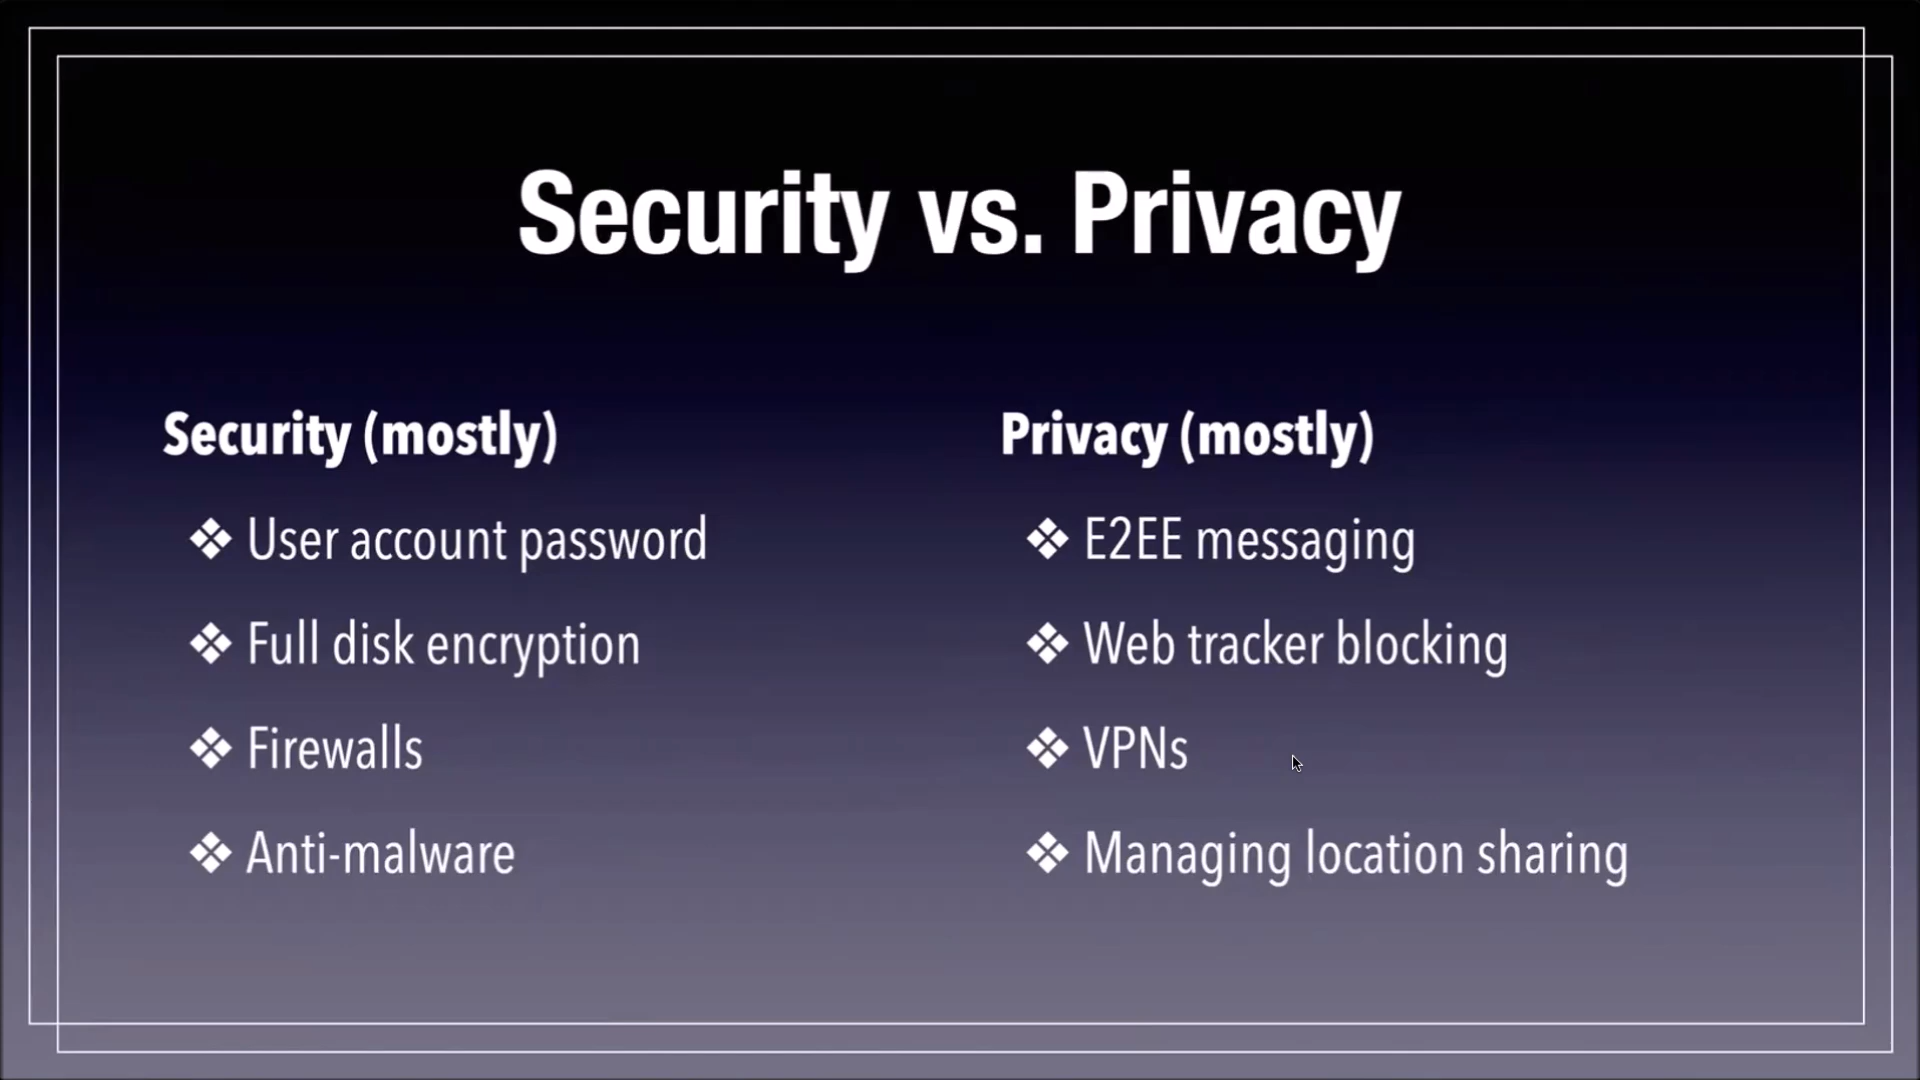 Security vs. Privacy
Security (mostly)
❖ User account password
❖ Full disk encryption
❖ Firewalls
❖ Anti-malware
Privacy (mostly)
❖ E2EE messaging
❖ Web tracker blocking
❖ VPNs
❖ Managing location sharing